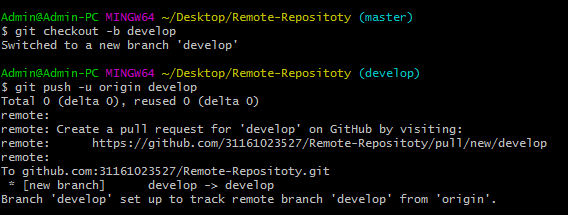 Admin@Admin-PC MINGW64 ~/Desktop/Remote-Repositoty (master)
$ git checkout -b develop
Switched to a new branch 'develop'
Admin@Admin-PC MINGW64 ~/Desktop/Remote-Repositoty (develop)
$ git push -u origin develop
Total 0 (delta 0), reused 0 (delta 0)
remote:
remote: Create a pull request for 'develop' on GitHub by visiting:
remote:      https://github.com/31161023527/Remote-Repositoty/pull/new/develop
remote:
To github.com:31161023527/Remote-Repositoty.git
 * [new branch]      develop -> develop
Branch 'develop' set up to track remote branch 'develop' from 'origin'.